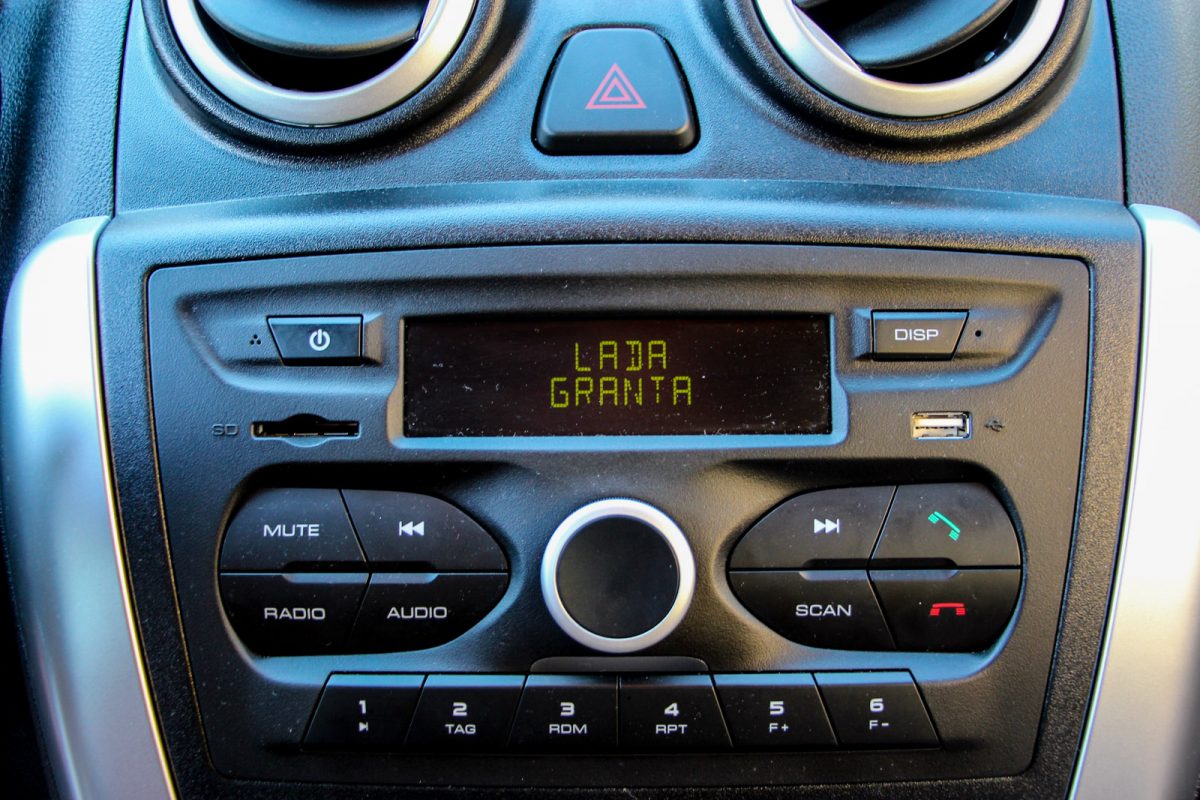 LADA
GRANTA
DISP
SD
MUTE
RADIO
AUDIO
SCAN
1
2
TAG
3
RDM
4
RPT
5
F+
6
F-